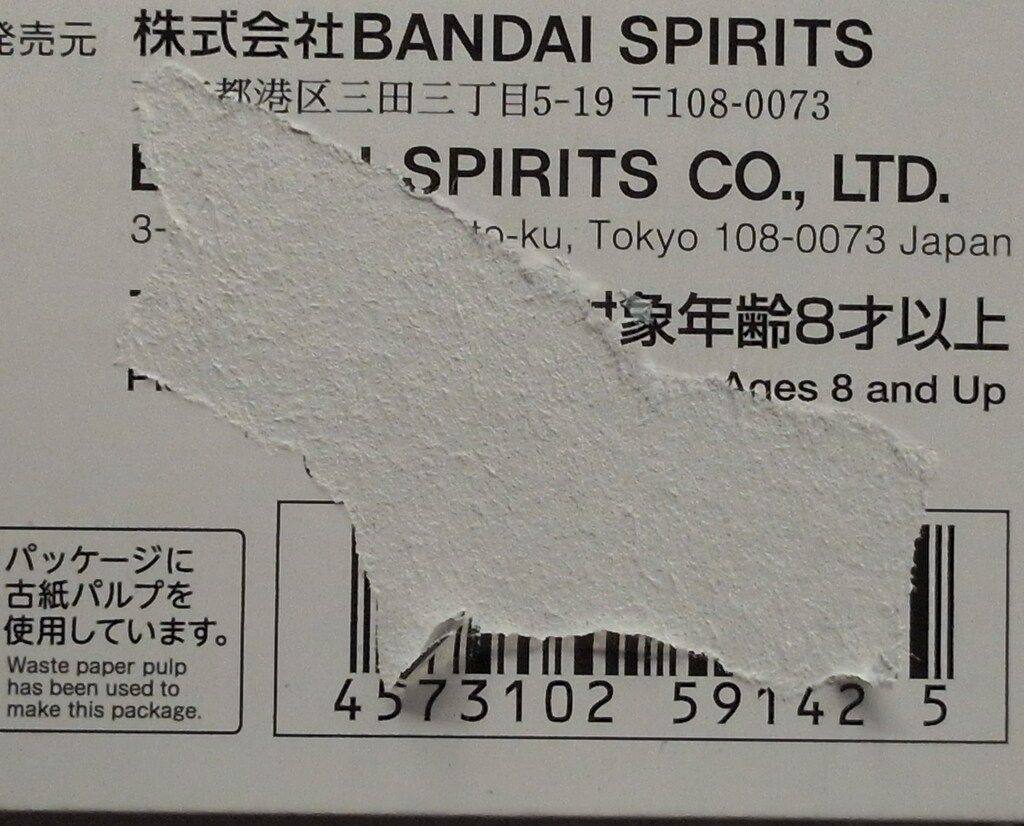 発売元 株式会社BANDAI SPIRITS
都港区三田三丁目5-19 〒108-0073
SPIRITS CO., LTD.
3- to-ku, Tokyo 108-0073 Japan
対象年齢8才以上
Ages 8 and Up
パッケージに
古紙パルプを
使用しています。
Waste paper pulp
has been used to
make this package.
4573102 59142 5